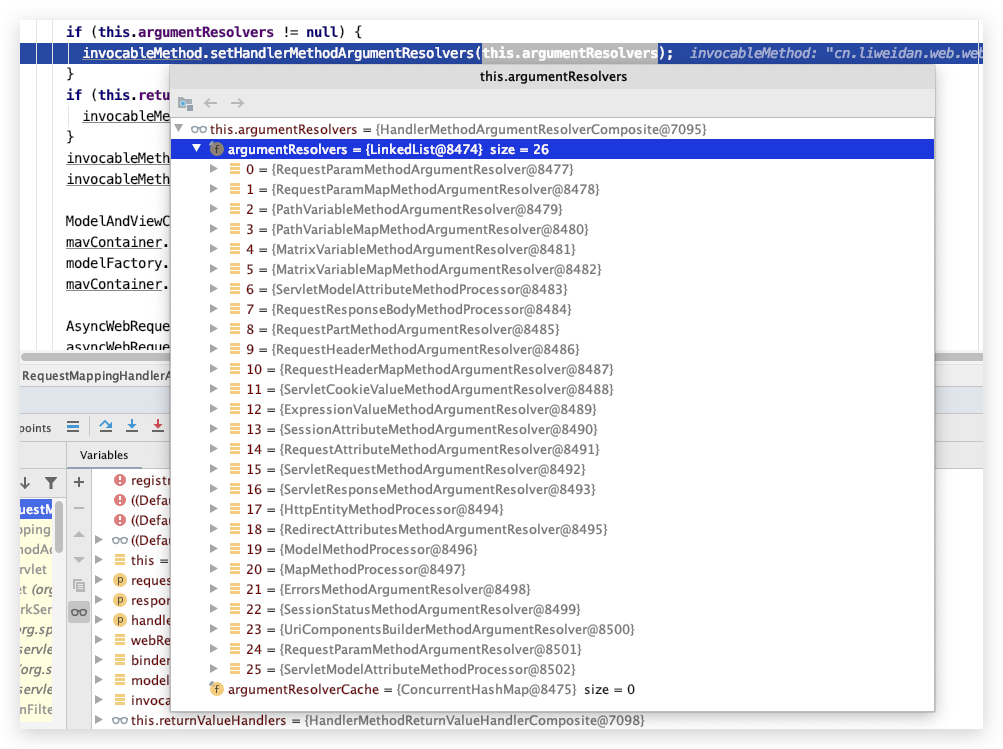 if (this.argumentResolvers != null) {
invocableMethod.setHandlerMethodArgumentResolvers(this.argumentResolvers); invocableMethod: "cn.liweidan.web.web
}
if (this.retu
invocableMe
}
invocableMeth
invocableMeth
ModelAndViewC
mavContainer.
modelFactory.
mavContainer.
AsyncWebReque
asyncWebReque
this.argumentResolvers
this.argumentResolvers = {HandlerMethodArgumentResolverComposite@7095}
argumentResolvers = {LinkedList@8474} size = 26
0 = {RequestParamMethodArgumentResolver@8477}
1 = {RequestParamMapMethodArgumentResolver@8478}
2 = {PathVariableMethodArgumentResolver@8479}
3 = {PathVariableMapMethodArgumentResolver@8480}
4 = {MatrixVariableMethodArgumentResolver@8481}
5 = {MatrixVariableMapMethodArgumentResolver@8482}
6 = {ServletModelAttributeMethodProcessor@8483}
7 = {RequestResponseBodyMethodProcessor@8484}
8 = {RequestPartMethodArgumentResolver@8485}
9 = {RequestHeaderMethodArgumentResolver@8486}
10 = {RequestHeaderMapMethodArgumentResolver@8487}
11 = {ServletCookieValueMethodArgumentResolver@8488}
12 = {ExpressionValueMethodArgumentResolver@8489}
13 = {SessionAttributeMethodArgumentResolver@8490}
14 = {RequestAttributeMethodArgumentResolver@8491}
15 = {ServletRequestMethodArgumentResolver@8492}
16 = {ServletResponseMethodArgumentResolver@8493}
17 = {HttpEntityMethodProcessor@8494}
18 = {RedirectAttributesMethodArgumentResolver@8495}
19 = {ModelMethodProcessor@8496}
20 = {MapMethodProcessor@8497}
21 = {ErrorsMethodArgumentResolver@8498}
22 = {SessionStatusMethodArgumentResolver@8499}
23 = {UriComponentsBuilderMethodArgumentResolver@8500}
24 = {RequestParamMethodArgumentResolver@8501}
25 = {ServletModelAttributeMethodProcessor@8502}
argumentResolverCache = {ConcurrentHashMap@8475} size = 0
RequestMappingHandlerA
points
Variables
uestM
pping
nodAc
rvlet
et (org
rkSer
org.sp
servle
(org.s
servle
nFilte
registr
((Defau
((Defau
((Defau
this =
reques
respon
handle
webRe
binder
model
invoca
this.returnValueHandlers = {HandlerMethodReturnValueHandlerComposite@7098}